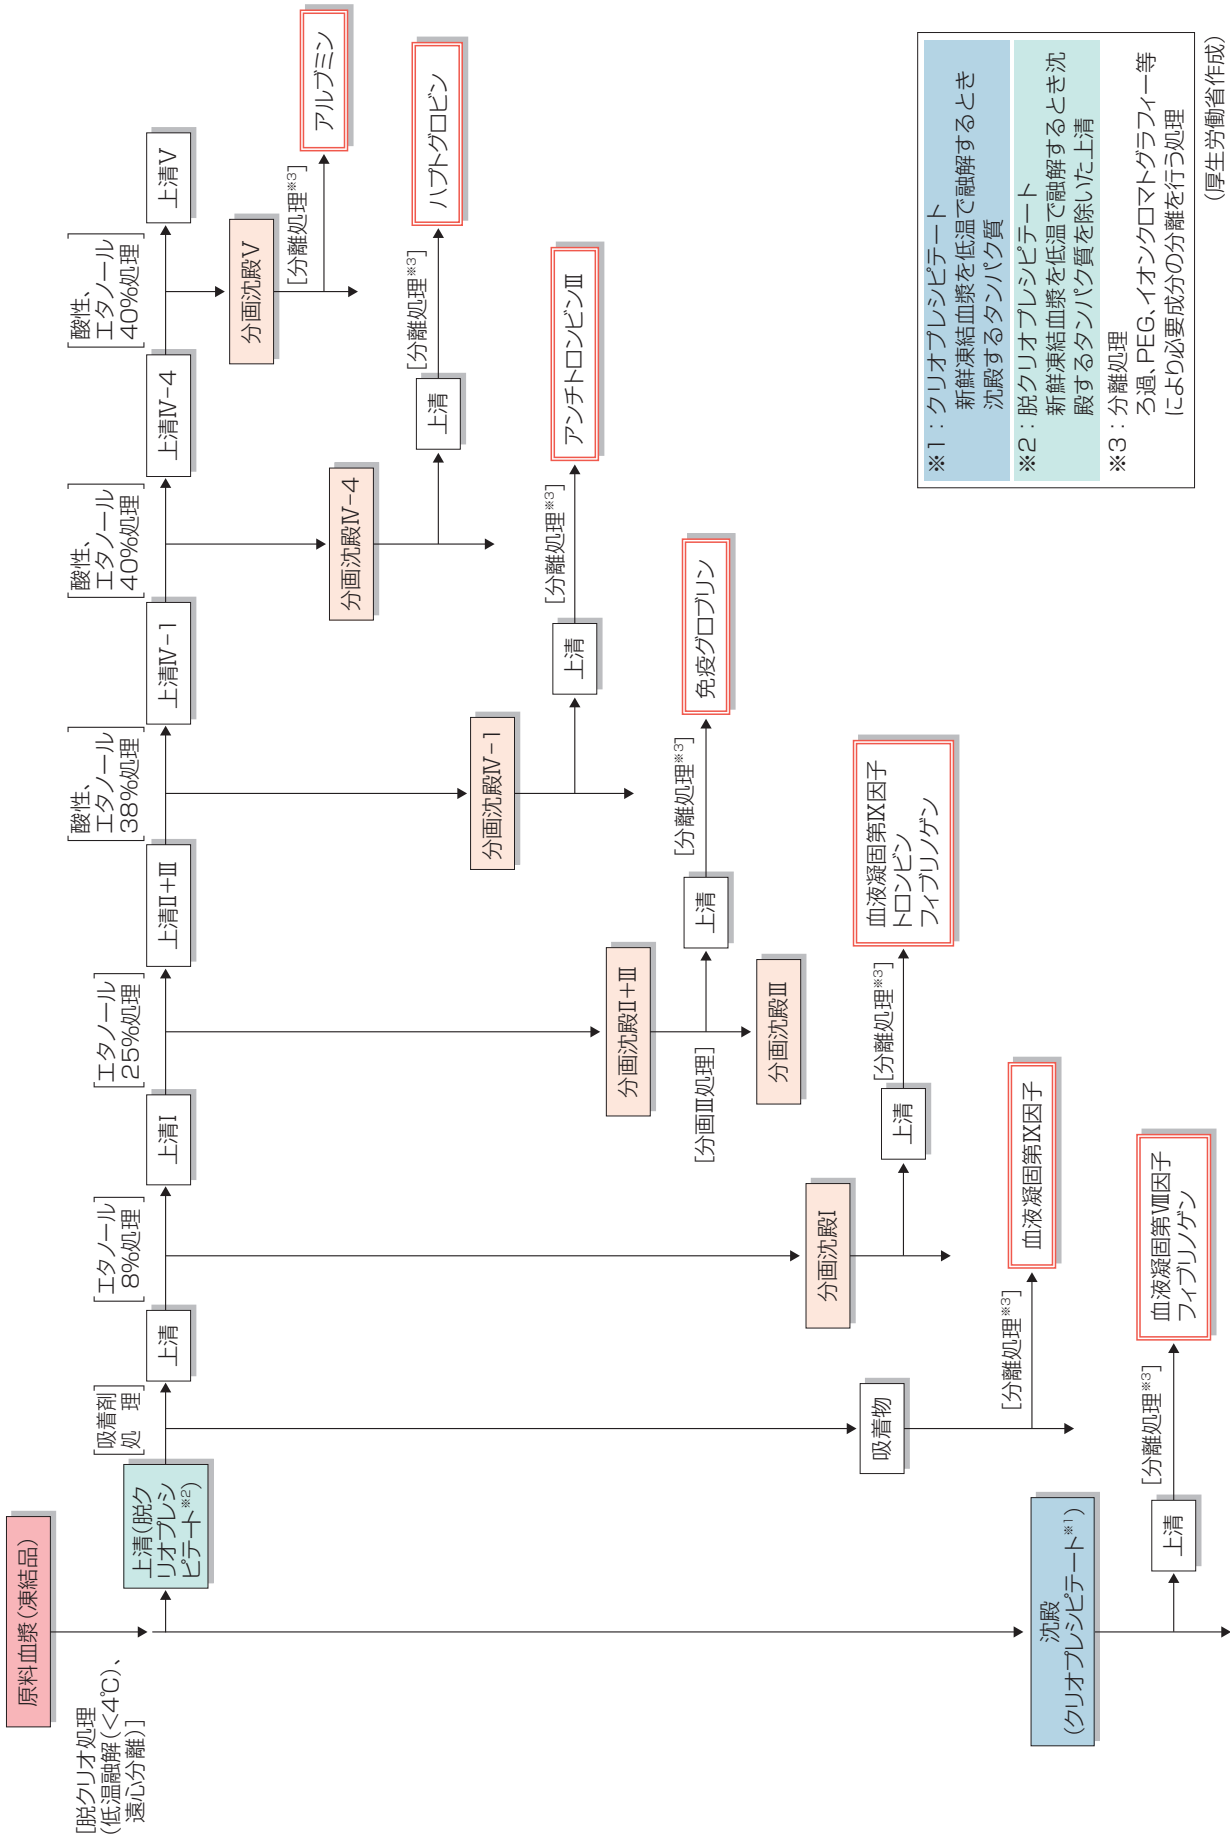 原料血漿（凍結品）
[脱クリオ処理
(低温融解(<4℃)、
遠心分離)]
上清(脱ク
リオプレシ
ピテート※2)
[吸着剤
処　理]
上清
[エタノール
8%処理]
上清Ⅰ
[エタノール
25%処理]
上清Ⅱ+Ⅲ
[酸性、
エタノール
38%処理]
上清Ⅳ-1
[酸性、
エタノール
40%処理]
上清Ⅳ-4
[酸性、
エタノール
40%処理]
上清Ⅴ
分画沈殿Ⅴ
[分離処理※3]
アルブミン
分画沈殿Ⅳ-4
上清
[分離処理※3]
ハプトグロビン
分画沈殿Ⅳ-1
上清
[分離処理※3]
アンチトロンビンⅢ
分画沈殿Ⅱ+Ⅲ
[分画Ⅲ処理]
上清
[分離処理※3]
免疫グロブリン
分画沈殿Ⅲ
分画沈殿Ⅰ
上清
[分離処理※3]
血液凝固第Ⅸ因子
トロンビン
フィブリノゲン
吸着物
[分離処理※3]
血液凝固第Ⅸ因子
沈殿
(クリオプレシピテート※1)
上清
[分離処理※3]
血液凝固第Ⅷ因子
フィブリノゲン
※1：クリオプレシピテート
新鮮凍結血漿を低温で融解するとき
沈殿するタンパク質
※2：脱クリオプレシピテート
新鮮凍結血漿を低温で融解するとき沈
殿するタンパク質を除いた上清
※3：分離処理
ろ過、PEG、イオンクロマトグラフィー等
により必要成分の分離を行う処理
(厚生労働省作成)